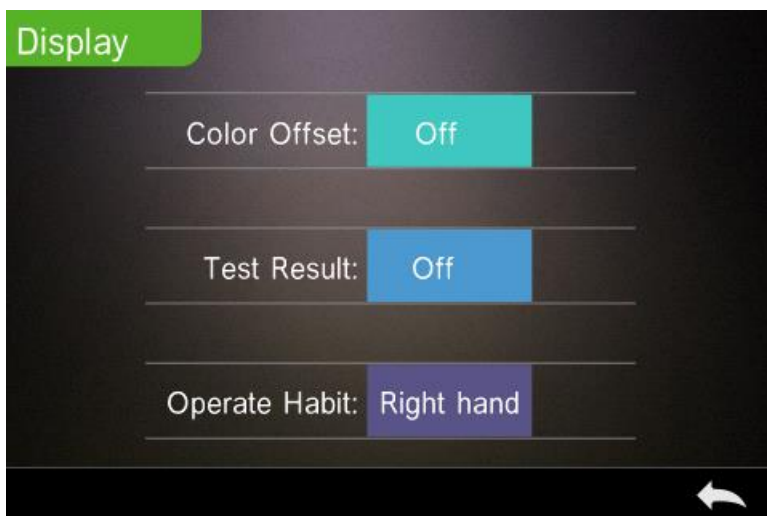 Display
Color Offset: Off
Test Result: Off
Operate Habit: Right hand